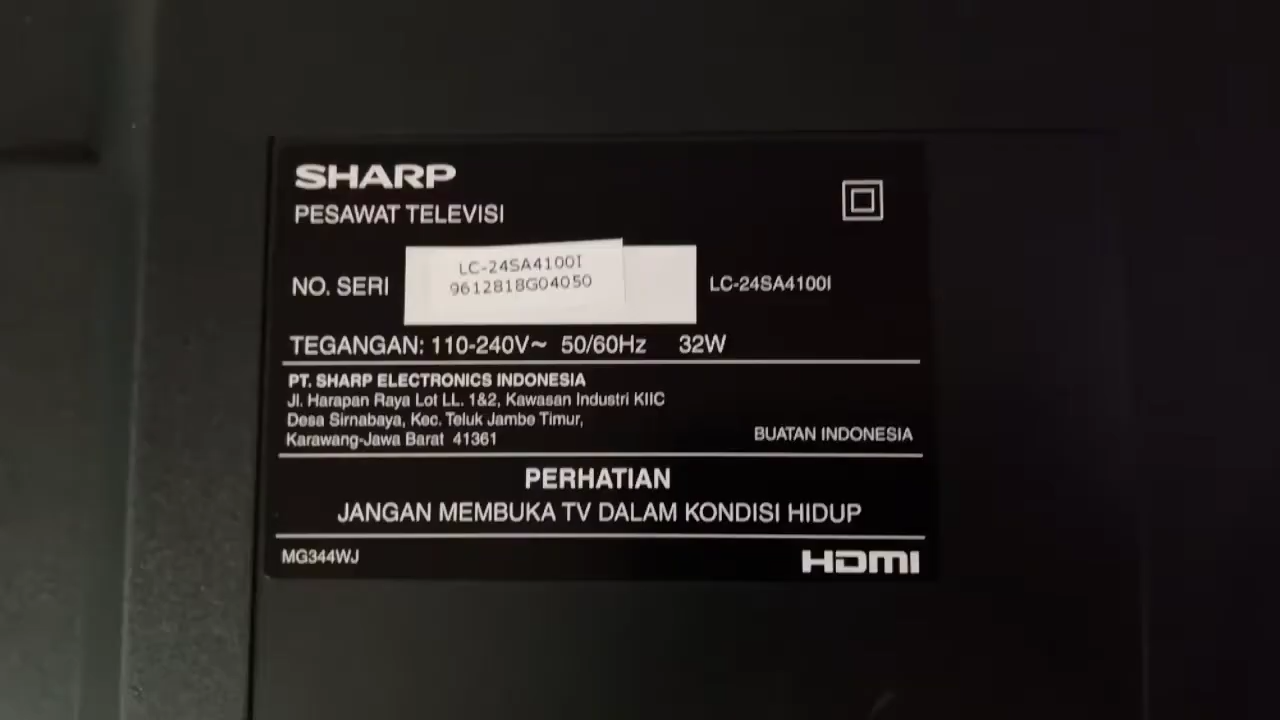 SHARP
PESAWAT TELEVISI
NO. SERI
LC-24SA4100I
9612818G04050
LC-24SA4100I
TEGANGAN: 110-240V~ 50/60Hz 32W
PT. SHARP ELECTRONICS INDONESIA
Jl. Harapan Raya Lot LL. 1&2, Kawasan Industri KIIC
Desa Sirnabaya, Kec. Teluk Jambe Timur,
Karawang-Jawa Barat 41361
BUATAN INDONESIA
PERHATIAN
JANGAN MEMBUKA TV DALAM KONDISI HIDUP
MG344WJ
HDMI